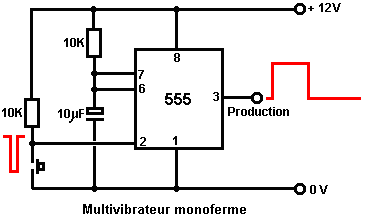 + 12V
10K
8
7
6
555
3
Production
10K
10µF
2
1
0 V
Multivibrateur monoferme